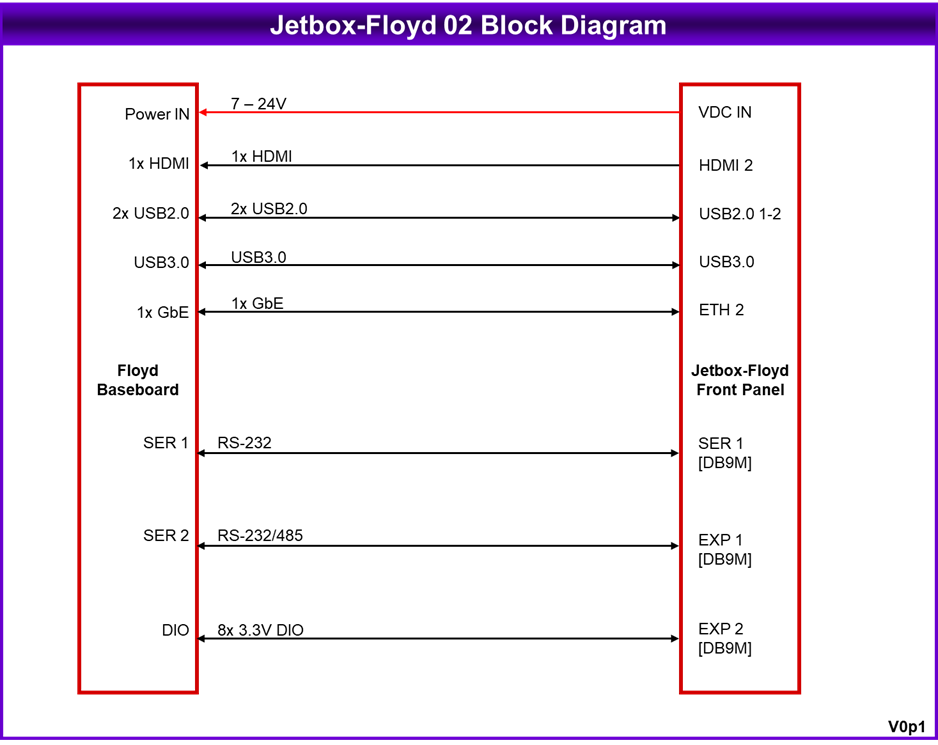 Jetbox-Floyd 02 Block Diagram
Power IN
7 – 24V
VDC IN
1x HDMI
1x HDMI
HDMI 2
2x USB2.0
2x USB2.0
USB2.0 1-2
USB3.0
USB3.0
USB3.0
1x GbE
1x GbE
ETH 2
Floyd
Baseboard
Jetbox-Floyd
Front Panel
SER 1
RS-232
SER 1
[DB9M]
SER 2
RS-232/485
EXP 1
[DB9M]
DIO
8x 3.3V DIO
EXP 2
[DB9M]
V0p1